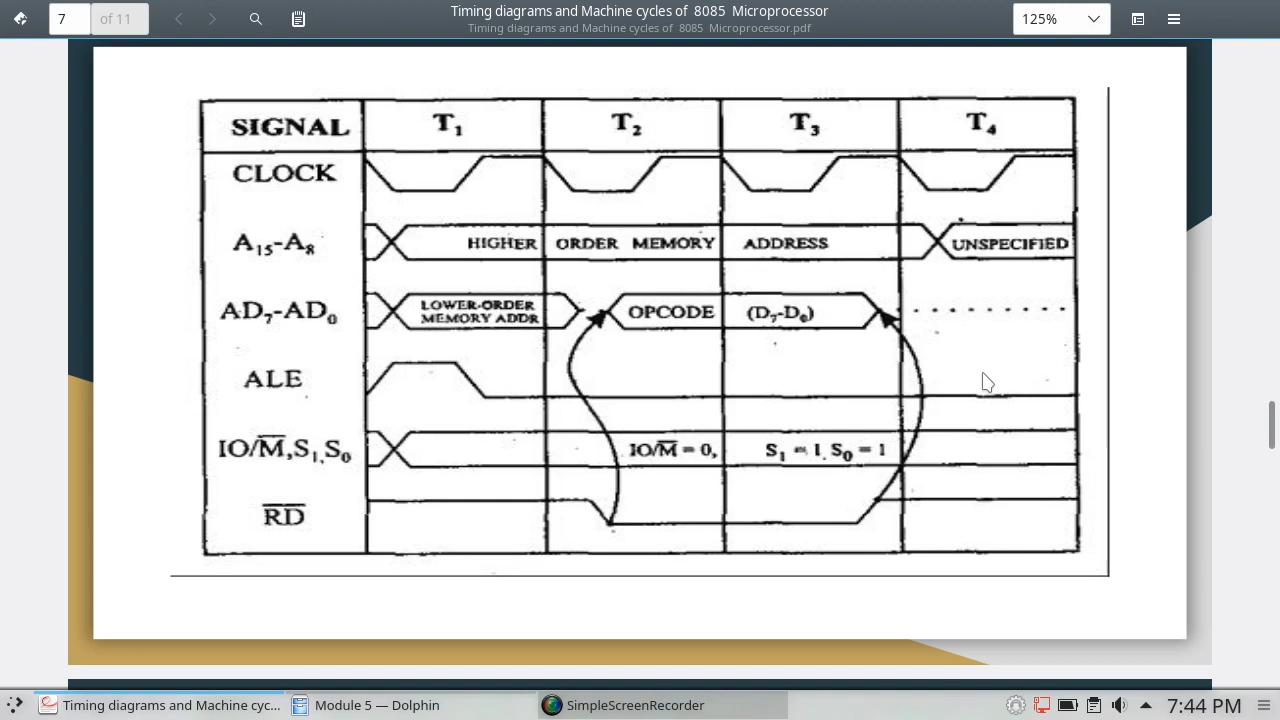 7 of 11
Timing diagrams and Machine cycles of 8085 Microprocessor
Timing diagrams and Machine cycles of 8085 Microprocessor.pdf
125%
SIGNAL T₁ T₂ T₃ T₄
CLOCK
A₁₅-A₈ HIGHER ORDER MEMORY ADDRESS UNSPECIFIED
AD₇-AD₀ LOWER-ORDER
MEMORY ADDR OPCODE (D₇-D₀)
ALE
IO/M̅,S₁,S₀ IO/M̅ = 0, S₁ = 1, S₀ = 1
R̅D̅
Timing diagrams and Machine cyc... Module 5 — Dolphin SimpleScreenRecorder 7:44 PM